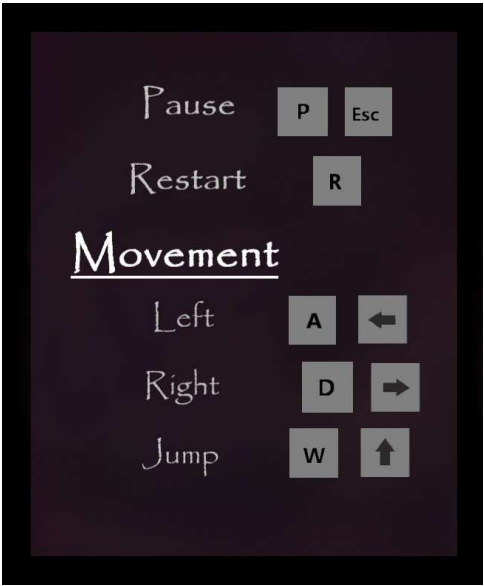 Pause P Esc
Restart R
Movement
Left A
Right D
Jump W